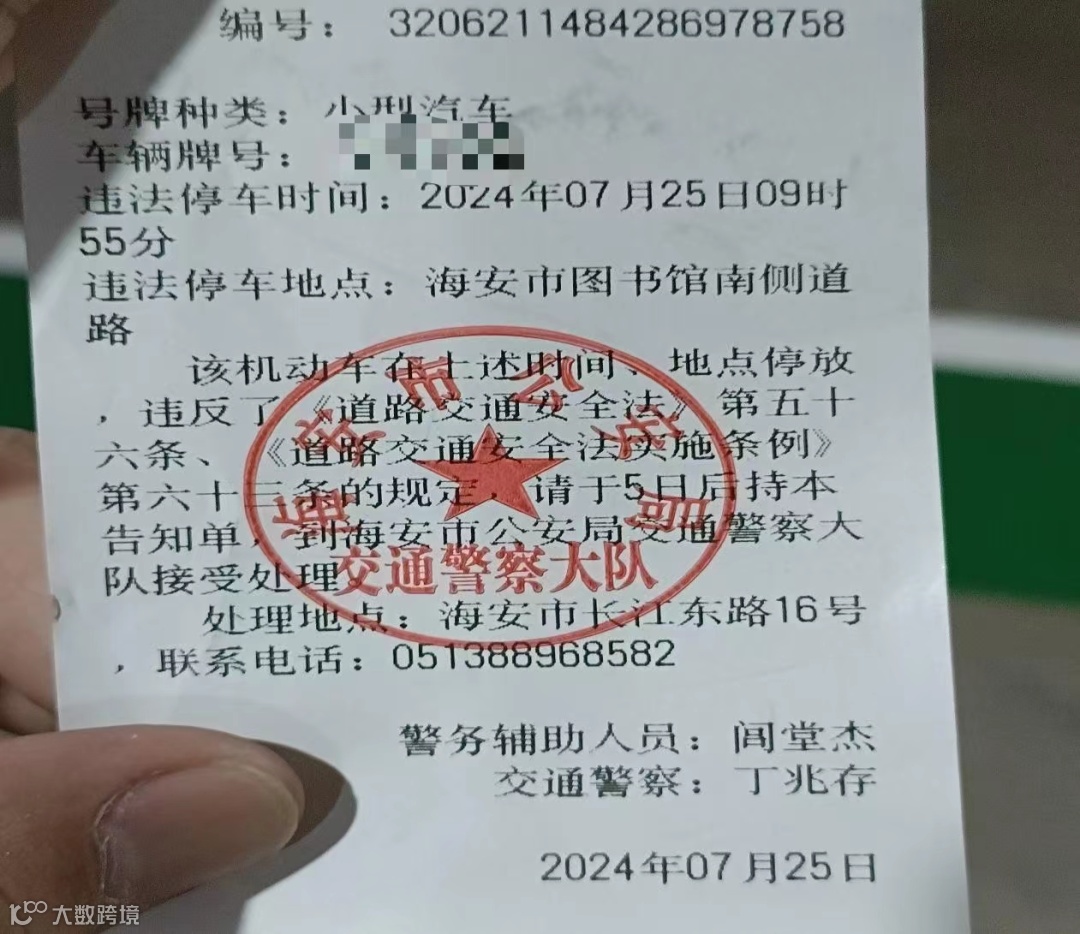 编号： 3206211484286978758
号牌种类：小型汽车
车辆牌号：
违法停车时间：2024年07月25日09时
55分
违法停车地点：海安市图书馆南侧道
路
该机动车在上述时间、地点停放
，违反了《道路交通安全法》第五十
六条、《道路交通安全法实施条例》
第六十三条的规定，请于5日后持本
告知单，到海安市公安局交通警察大
队接受处理。
处理地点：海安市长江东路16号
，联系电话：051388968582
海安市公安局
交通警察大队
警务辅助人员：闾堂杰
交通警察：丁兆存
2024年07月25日
大数跨境